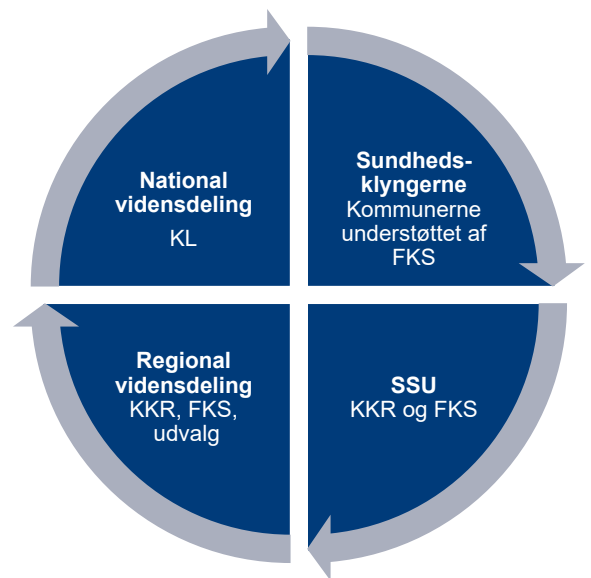 National
vidensdeling
KL
Sundheds-
klyngerne
Kommunerne
understøttet af
FKS
Regional
vidensdeling
KKR, FKS,
udvalg
SSU
KKR og FKS